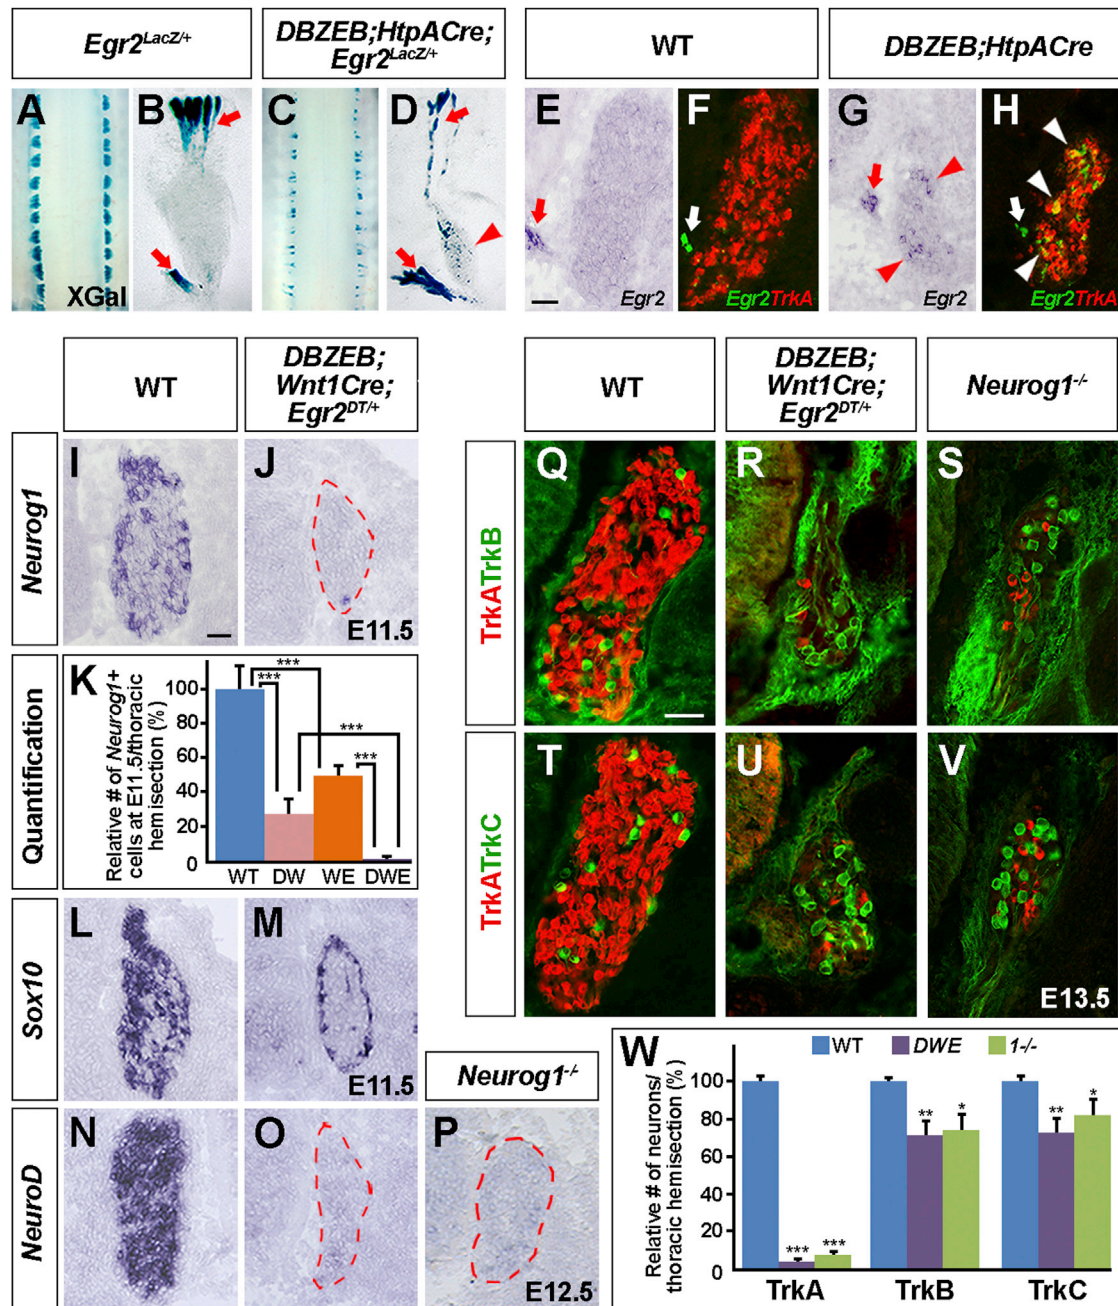 Egr2LacZ/+
DBZEB;HtpACre;
Egr2LacZ/+
WT
DBZEB;HtpACre
A
B
C
D
E
F
G
H
XGal
Egr2
Egr2TrkA
Egr2
Egr2TrkA
WT
DBZEB;
Wnt1Cre;
Egr2DT/+
WT
DBZEB;
Wnt1Cre;
Egr2DT/+
Neurog1-/-
Neurog1
I
J
E11.5
TrkATrkB
Q
R
S
Quantification
K
Relative # of Neurog1+
cells at E11.5/thoracic
hemisection (%)
100
80
60
40
20
0
***
***
***
***
WT
DW
WE
DWE
TrkATrkC
T
U
V
E13.5
Sox10
L
M
E11.5
Neurog1-/-
NeuroD
N
O
P
E12.5
W
WT
DWE
1-/-
Relative # of neurons/
thoracic hemisection (%)
100
80
60
40
20
0
***
***
**
*
**
*
TrkA
TrkB
TrkC